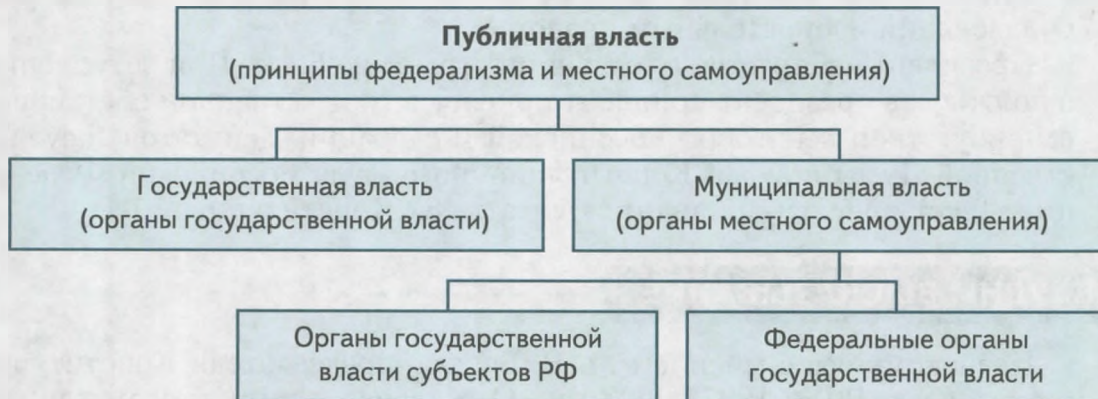 Публичная власть
(принципы федерализма и местного самоуправления)
Государственная власть
(органы государственной власти)
Муниципальная власть
(органы местного самоуправления)
Органы государственной
власти субъектов РФ
Федеральные органы
государственной власти